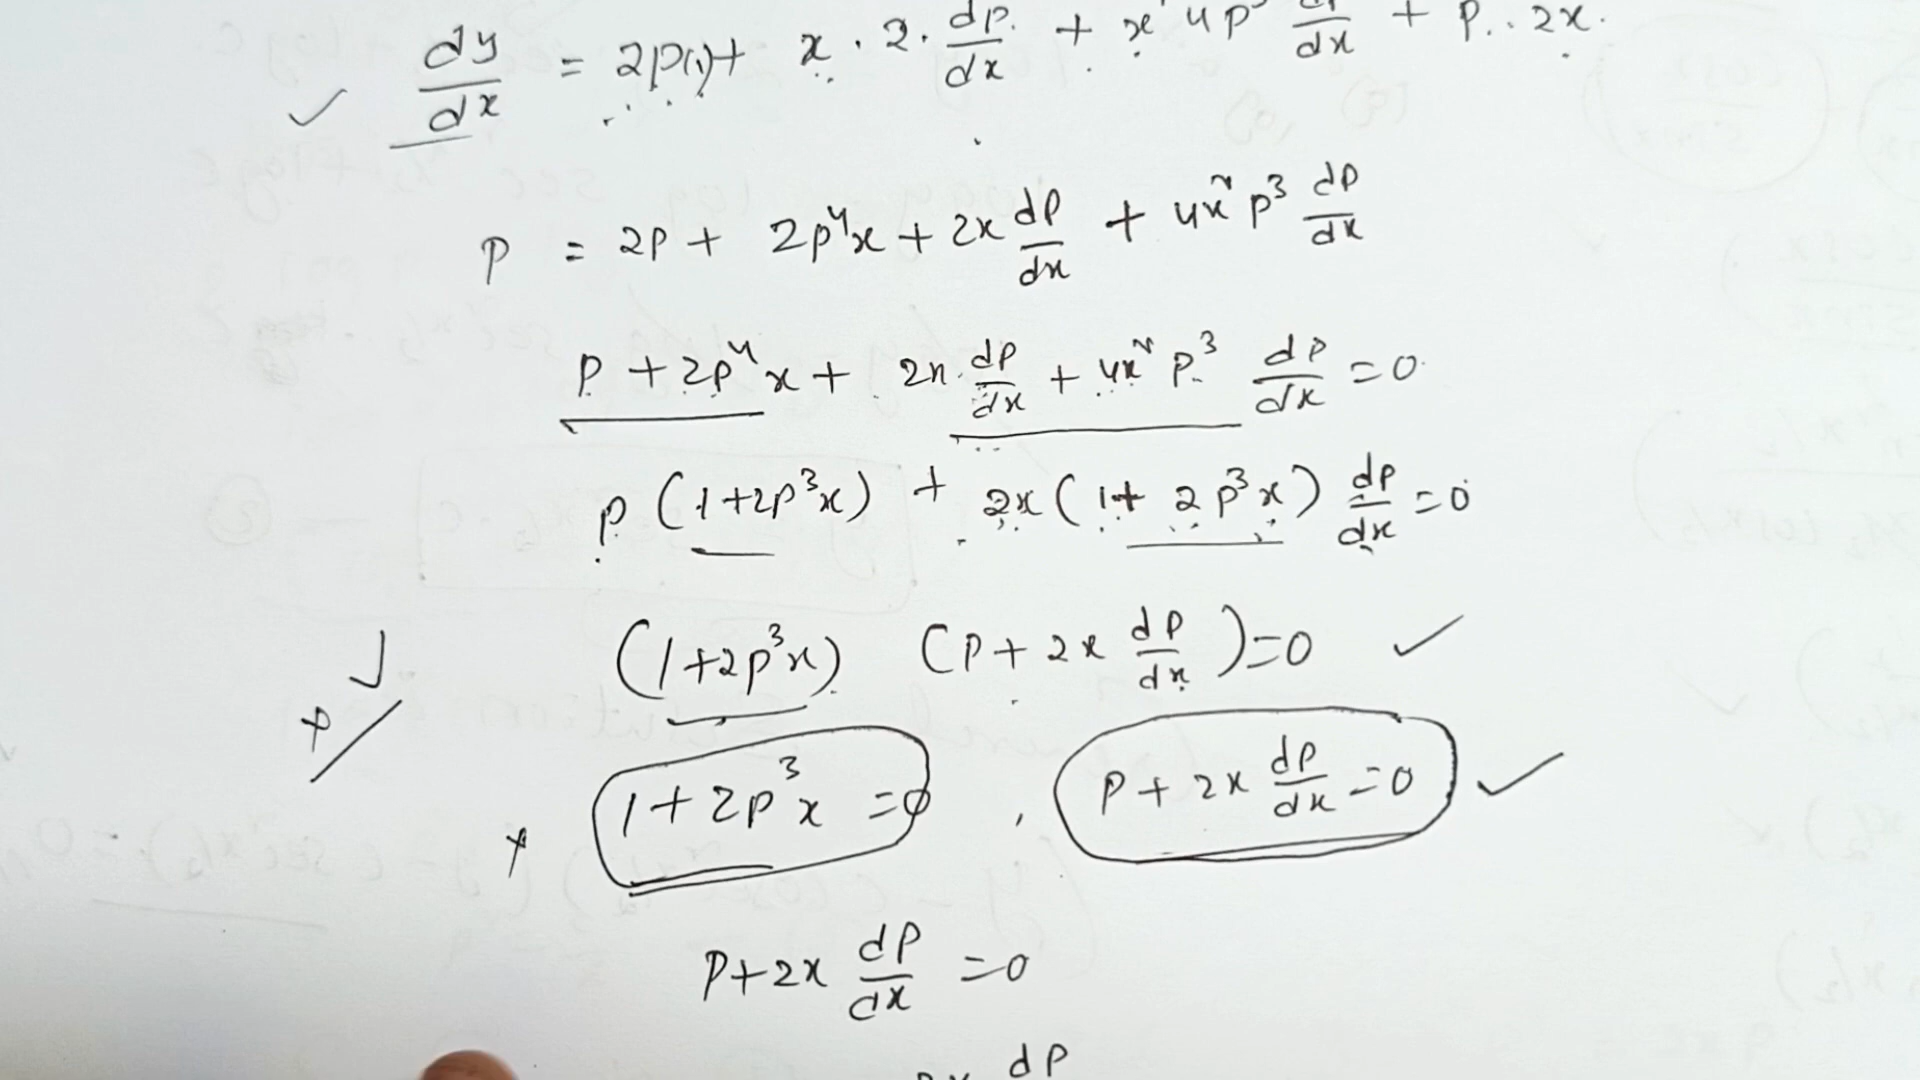 dy/dx = 2p(1) + x · 2 · dp/dx + x² 4p³ dp/dx + p · 2x.
p = 2p + 2p⁴x + 2x dp/dx + 4x² p³ dp/dx
p + 2p⁴x + 2x · dp/dx + 4x² p³ dp/dx = 0
p (1+2p³x) + 2x (1 + 2p³x) dp/dx = 0
(1+2p³x) (p + 2x dp/dx) = 0 ✓
1 + 2p³x = 0 , p + 2x dp/dx = 0 ✓
p + 2x dp/dx = 0
dp